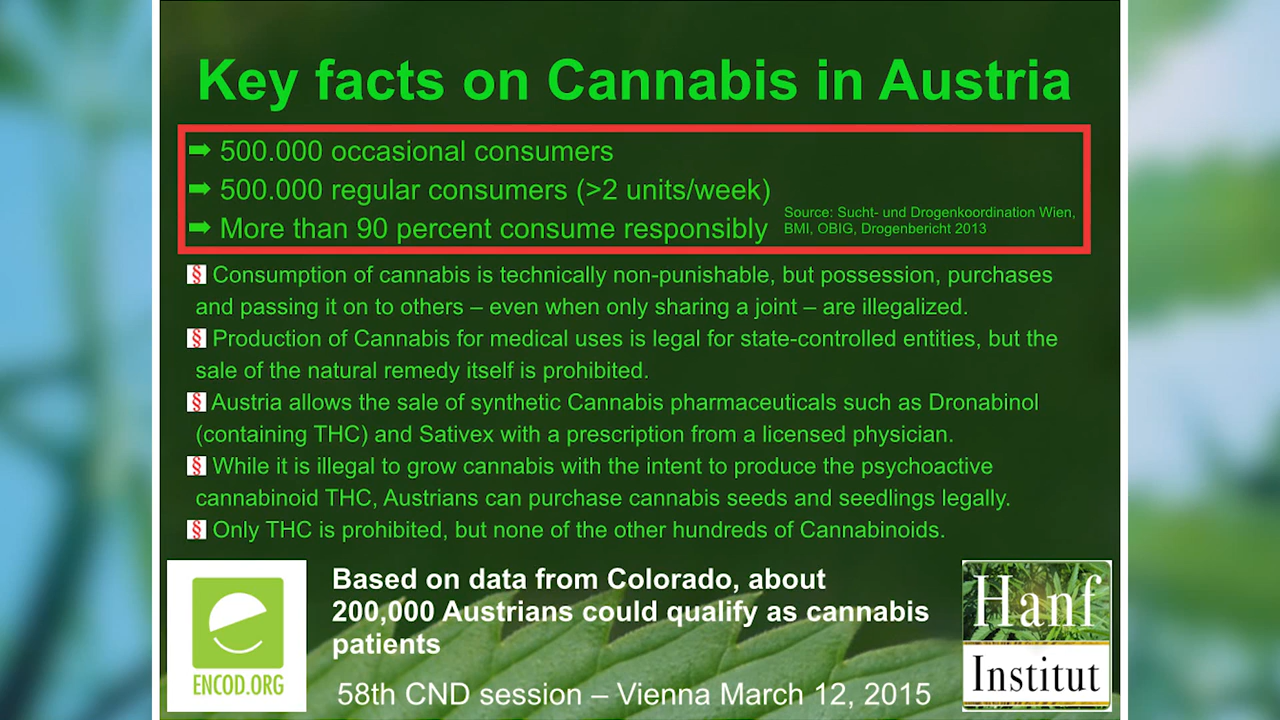 Key facts on Cannabis in Austria
➡ 500.000 occasional consumers
➡ 500.000 regular consumers (>2 units/week)
➡ More than 90 percent consume responsibly
Source: Sucht- und Drogenkoordination Wien,
BMI, OBIG, Drogenbericht 2013
§ Consumption of cannabis is technically non-punishable, but possession, purchases
and passing it on to others – even when only sharing a joint – are illegalized.
§ Production of Cannabis for medical uses is legal for state-controlled entities, but the
sale of the natural remedy itself is prohibited.
§ Austria allows the sale of synthetic Cannabis pharmaceuticals such as Dronabinol
(containing THC) and Sativex with a prescription from a licensed physician.
§ While it is illegal to grow cannabis with the intent to produce the psychoactive
cannabinoid THC, Austrians can purchase cannabis seeds and seedlings legally.
§ Only THC is prohibited, but none of the other hundreds of Cannabinoids.
Based on data from Colorado, about
200,000 Austrians could qualify as cannabis
patients
58th CND session – Vienna March 12, 2015
e
ENCOD.ORG
Hanf
Institut